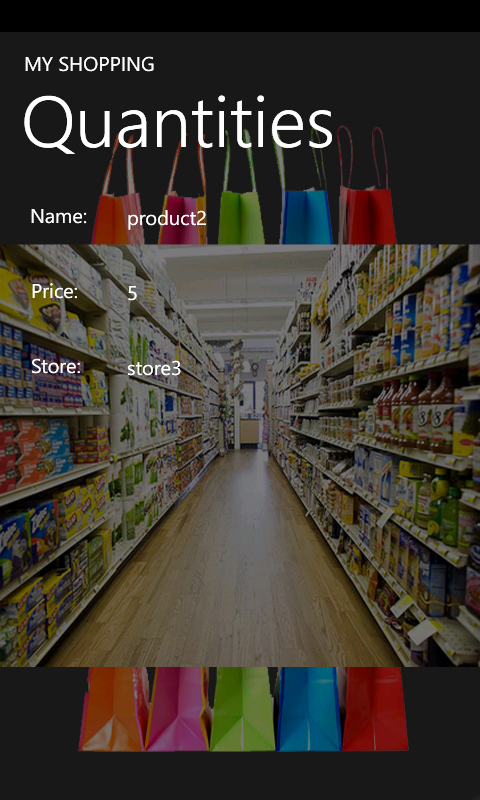 MY SHOPPING
Quantities
Name: product2
Price: 5
Store: store3